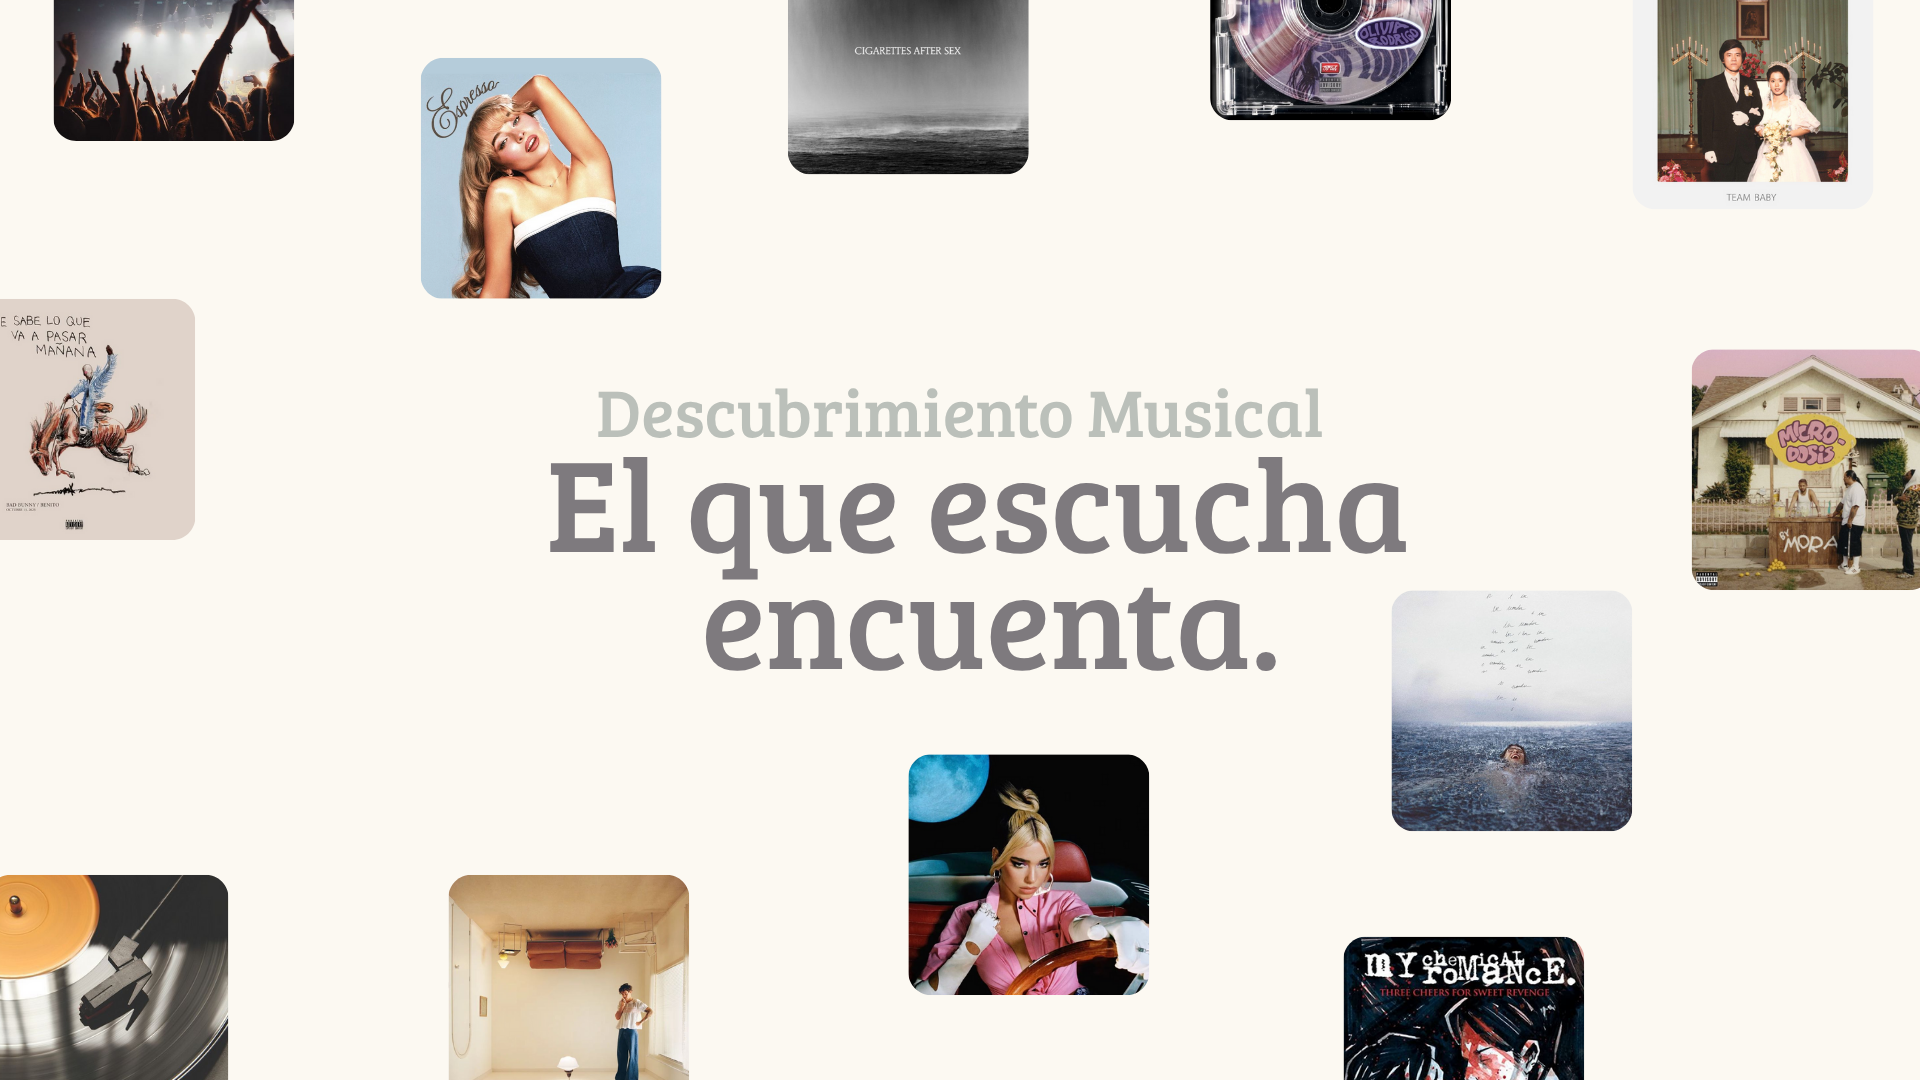 Espresso
CIGARETTES AFTER SEX
OLIVIA
RODRIGO
TEAM BABY
E SABE LO QUE
VA A PASAR
MAÑANA
BAD BUNNY / BENITO
MICRO-
DOSIS
BY
MORA
Descubrimiento Musical
El que escucha
encuenta.
MY cheMiCAL
roMaNcE.
THREE CHEERS FOR SWEET REVENGE